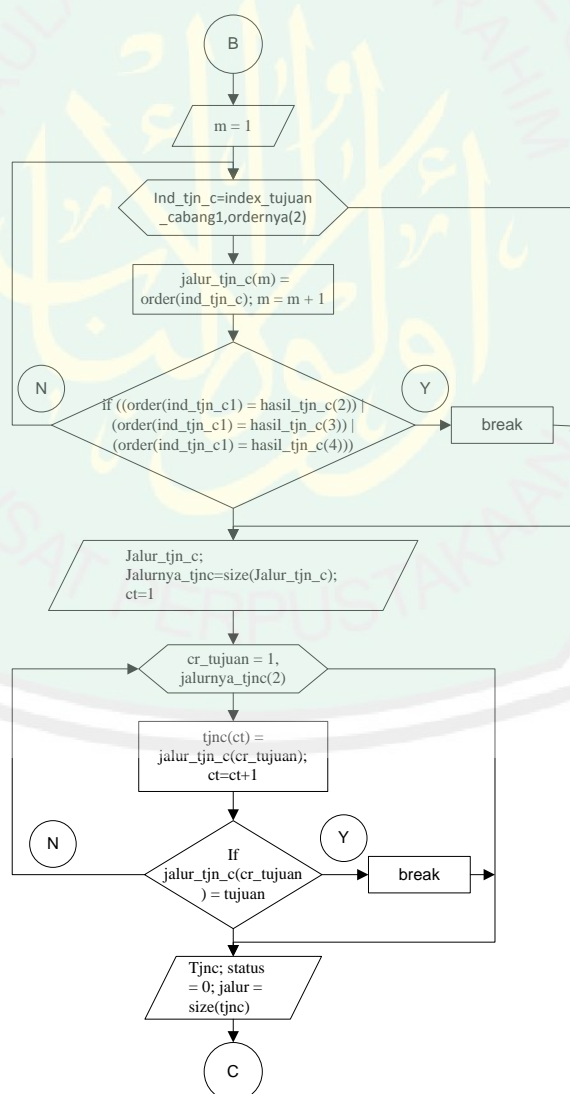 B
m = 1
Ind_tjn_c=index_tujuan
_cabang1,ordernya(2)
jalur_tjn_c(m) =
order(ind_tjn_c); m = m + 1
N
Y
if ((order(ind_tjn_c1) = hasil_tjn_c(2)) |
(order(ind_tjn_c1) = hasil_tjn_c(3)) |
(order(ind_tjn_c1) = hasil_tjn_c(4)))
break
Jalur_tjn_c;
Jalurnya_tjnc=size(Jalur_tjn_c);
ct=1
cr_tujuan = 1,
jalurnya_tjnc(2)
tjnc(ct) =
jalur_tjn_c(cr_tujuan);
ct=ct+1
N
Y
If
jalur_tjn_c(cr_tujuan
) = tujuan
break
Tjnc; status
= 0; jalur =
size(tjnc)
C